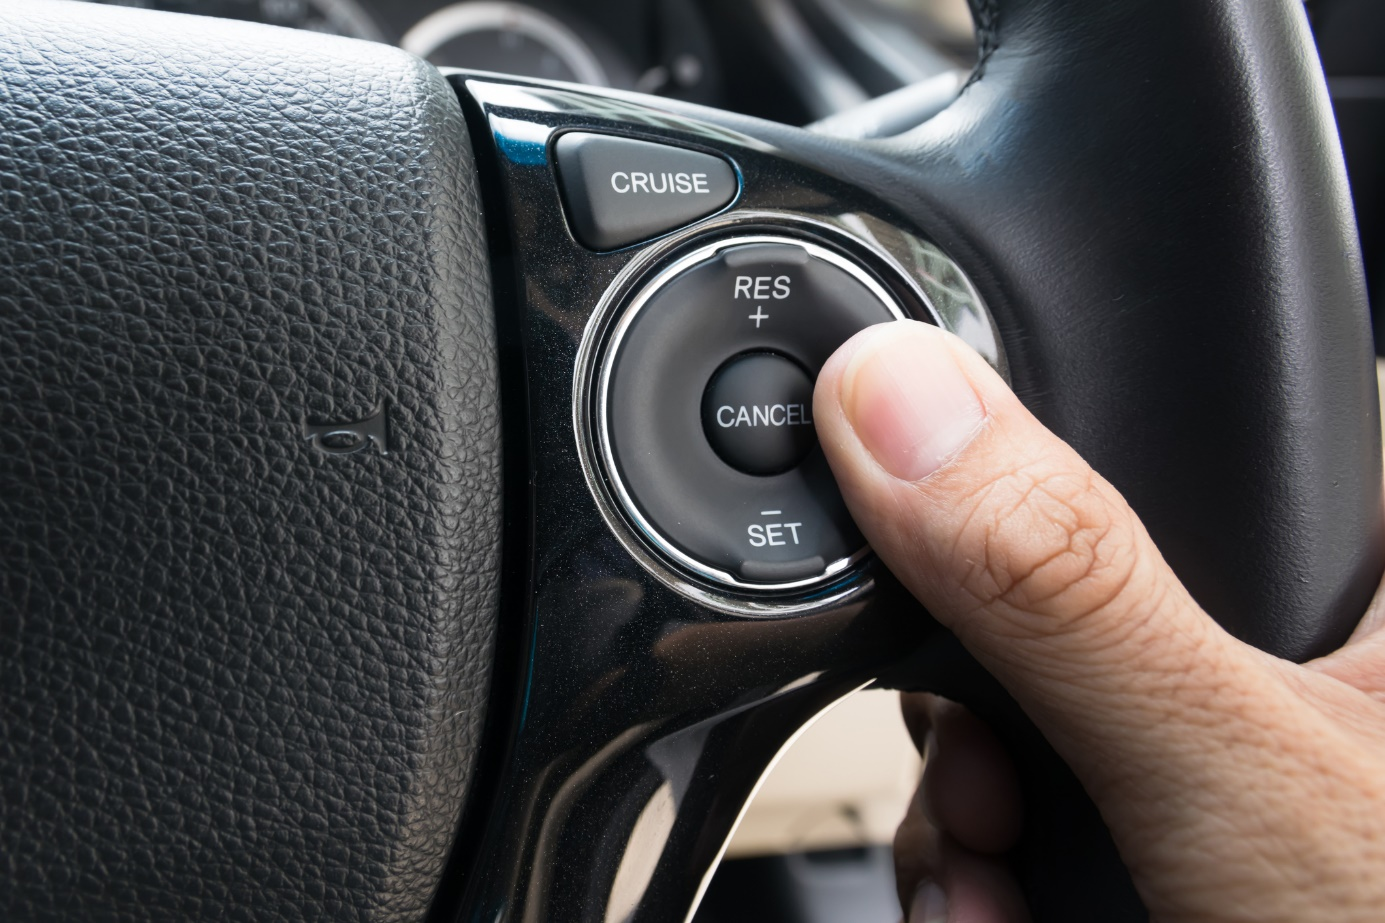 CRUISE
RES
+
CANCEL
–
SET